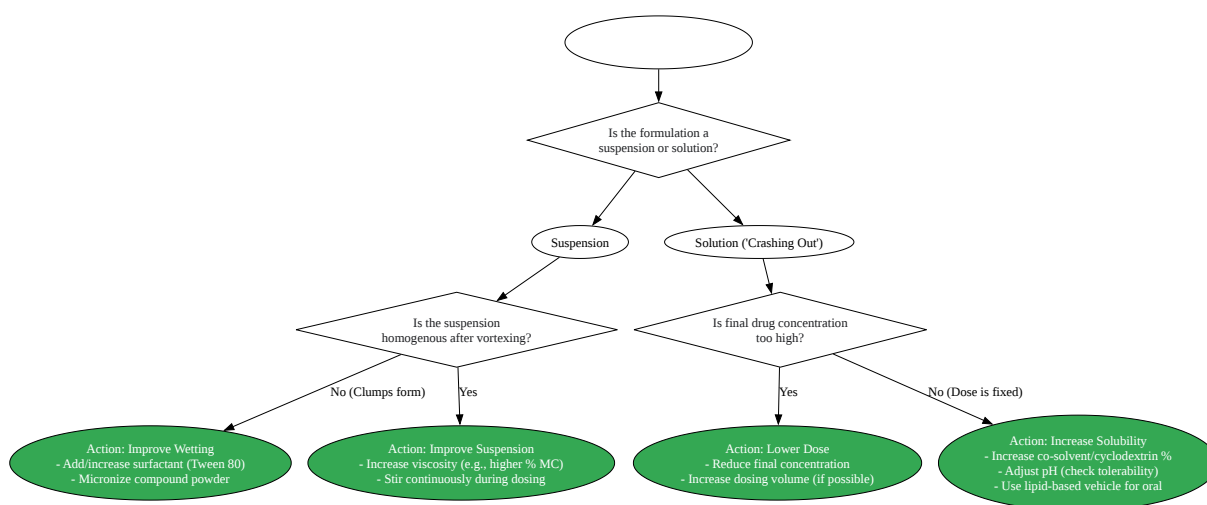 Is the formulation a
suspension or solution?
Suspension
Solution ('Crashing Out')
Is the suspension
homogenous after vortexing?
Is final drug concentration
too high?
No (Clumps form)
Yes
Yes
No (Dose is fixed)
Action: Improve Wetting
- Add/increase surfactant (Tween 80)
- Micronize compound powder
Action: Improve Suspension
- Increase viscosity (e.g., higher % MC)
- Stir continuously during dosing
Action: Lower Dose
- Reduce final concentration
- Increase dosing volume (if possible)
Action: Increase Solubility
- Increase co-solvent/cyclodextrin %
- Adjust pH (check tolerability)
- Use lipid-based vehicle for oral